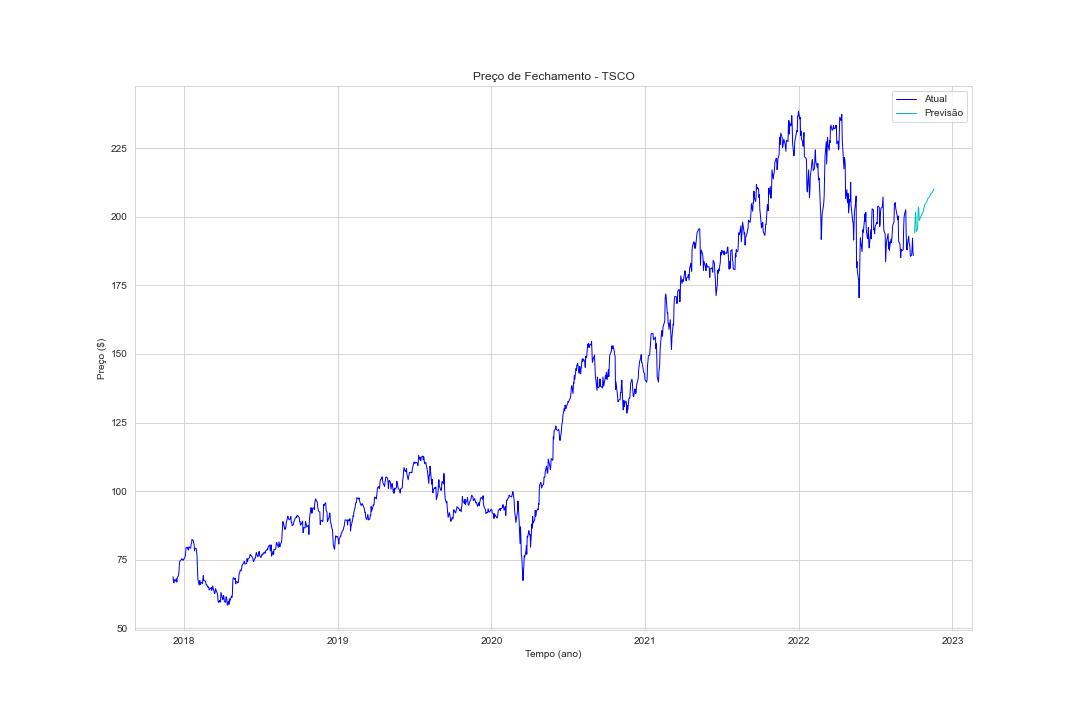 Preço de Fechamento - TSCO
Atual
Previsão
225
200
175
150
125
100
75
50
Preço ($)
2018
2019
2020
2021
2022
2023
Tempo (ano)